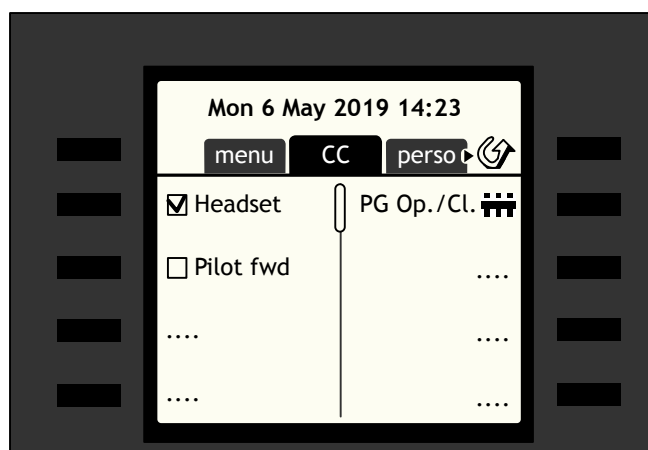 Mon 6 May 2019 14:23
menu CC perso
Headset PG Op./Cl.
Pilot fwd ....
.... ....
.... ....